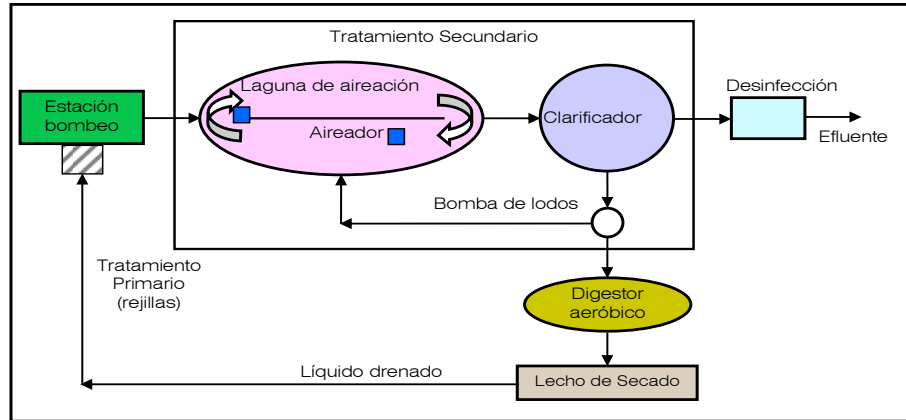 Tratamiento Secundario
Laguna de aireación
Estación
bombeo
Aireador
Clarificador
Desinfección
Efluente
Bomba de lodos
Tratamiento
Primario
(rejillas)
Digestor
aeróbico
Líquido drenado
Lecho de Secado